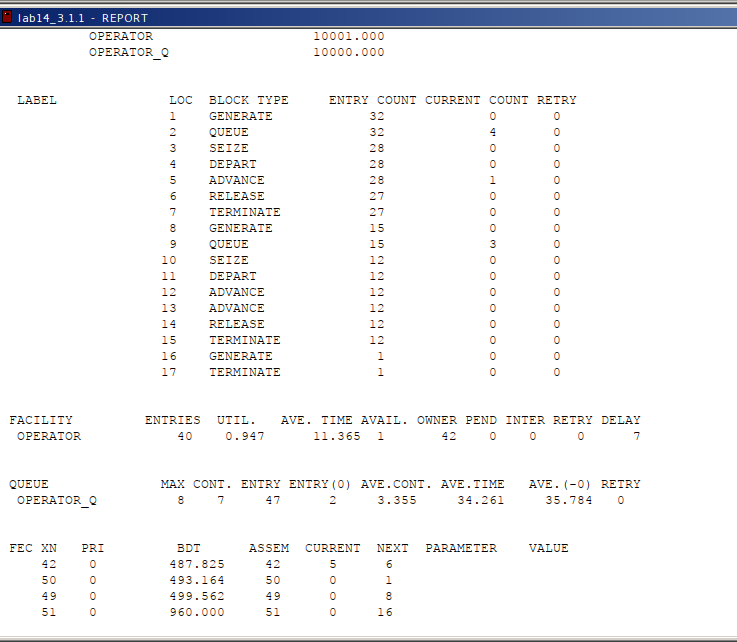 lab14_3.1.1 - REPORT
OPERATOR 10001.000
OPERATOR_Q 10000.000
LABEL LOC BLOCK TYPE ENTRY COUNT CURRENT COUNT RETRY
1 GENERATE 32 0 0
2 QUEUE 32 4 0
3 SEIZE 28 0 0
4 DEPART 28 0 0
5 ADVANCE 28 1 0
6 RELEASE 27 0 0
7 TERMINATE 27 0 0
8 GENERATE 15 0 0
9 QUEUE 15 3 0
10 SEIZE 12 0 0
11 DEPART 12 0 0
12 ADVANCE 12 0 0
13 ADVANCE 12 0 0
14 RELEASE 12 0 0
15 TERMINATE 12 0 0
16 GENERATE 1 0 0
17 TERMINATE 1 0 0
FACILITY ENTRIES UTIL. AVE. TIME AVAIL. OWNER PEND INTER RETRY DELAY
OPERATOR 40 0.947 11.365 1 42 0 0 0 7
QUEUE MAX CONT. ENTRY ENTRY(0) AVE.CONT. AVE.TIME AVE.(-0) RETRY
OPERATOR_Q 8 7 47 2 3.355 34.261 35.784 0
FEC XN PRI BDT ASSEM CURRENT NEXT PARAMETER VALUE
42 0 487.825 42 5 6
50 0 493.164 50 0 1
49 0 499.562 49 0 8
51 0 960.000 51 0 16